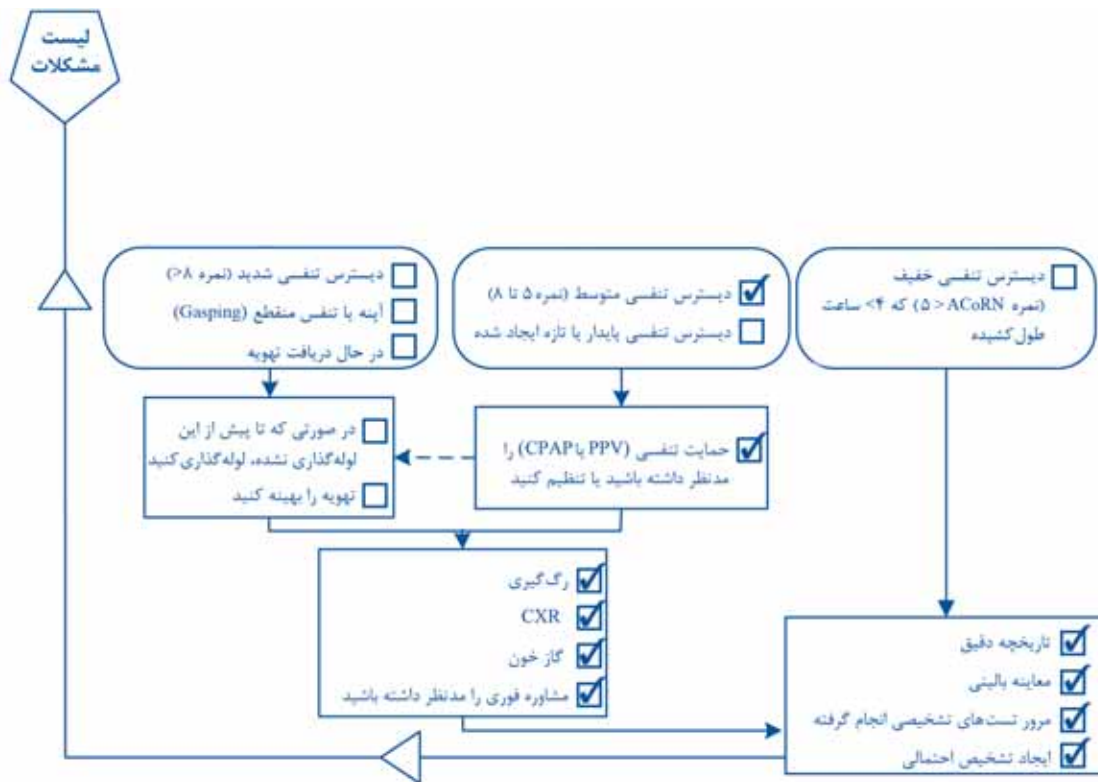 لیست
مشکلات
دیسترس تنفسی خفیف
(نمره ACoRN <۵) که ۴< ساعت
طول کشیده
دیسترس تنفسی متوسط (نمره ۵ تا ۸)
دیسترس تنفسی پایدار یا تازه ایجاد شده
دیسترس تنفسی شدید (نمره ۸<)
آپنه یا تنفس منقطع (Gasping)
در حال دریافت تهویه
حمایت تنفسی (PPV یا CPAP) را
مدنظر داشته باشید یا تنظیم کنید
در صورتی که تا پیش از این
لوله‌گذاری نشده، لوله‌گذاری کنید
تهویه را بهینه کنید
رگ‌گیری
CXR
گاز خون
مشاوره فوری را مدنظر داشته باشید
تاریخچه دقیق
معاینه بالینی
مرور تست‌های تشخیصی انجام گرفته
ایجاد تشخیص احتمالی